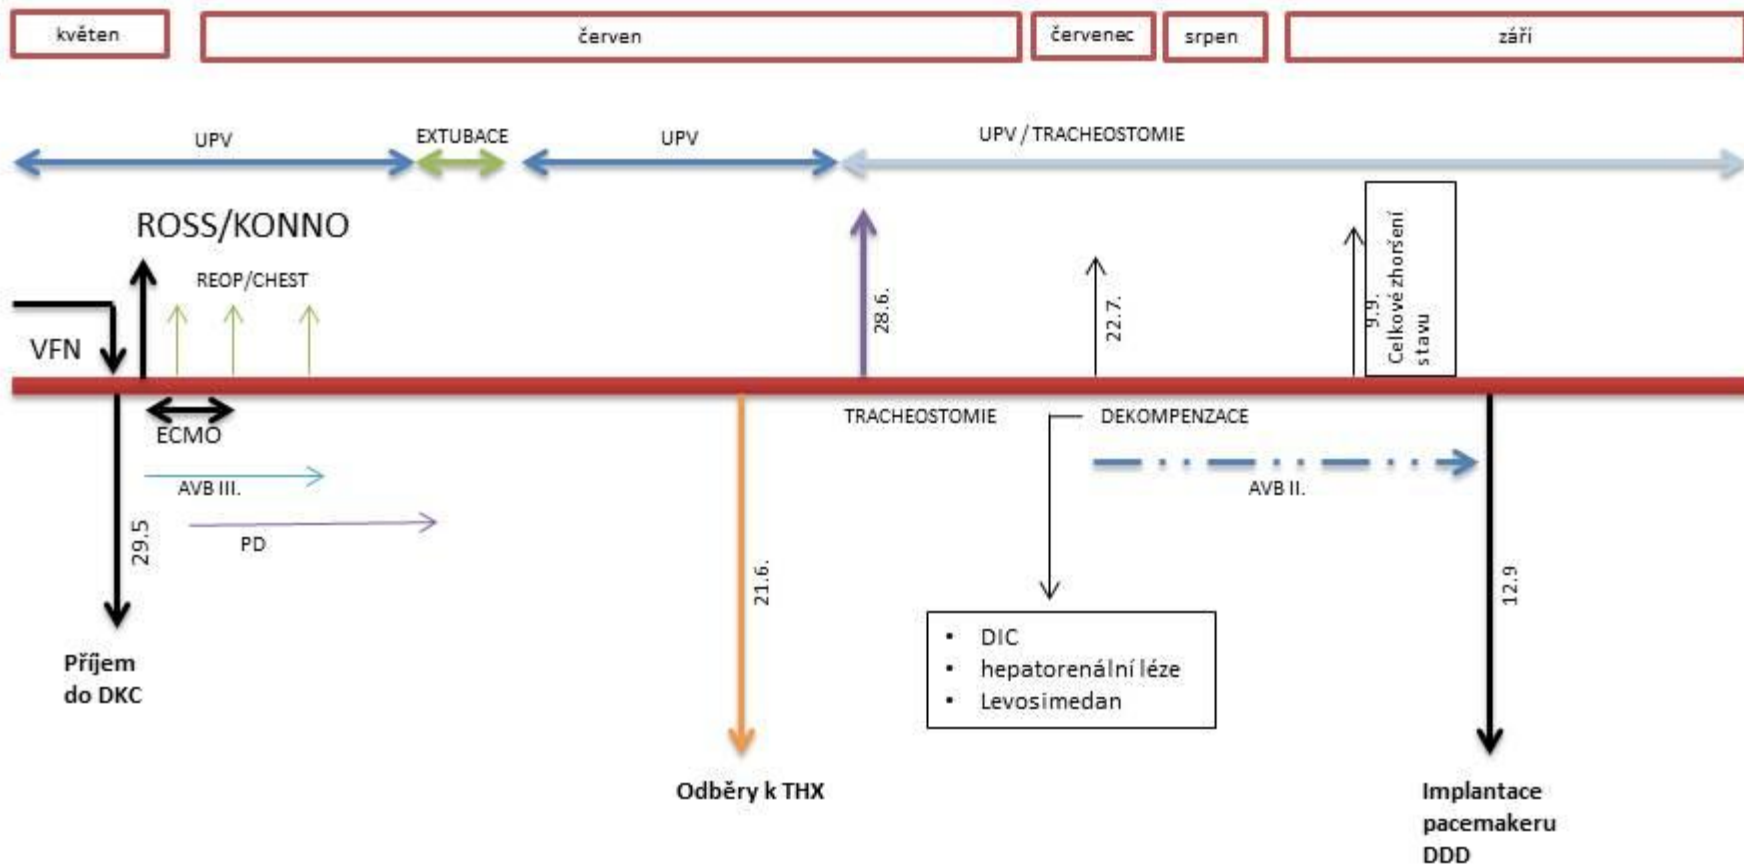 květen
červen
červenec
srpen
září
UPV
EXTUBACE
UPV
UPV / TRACHEOSTOMIE
ROSS/KONNO
REOP/CHEST
VFN
28.6.
22.7.
9.9.
Celkové zhoršení
stavu
ECMO
TRACHEOSTOMIE
DEKOMPENZACE
AVB III.
AVB II.
29.5
PD
21.6.
12.9
Příjem
do DKC
• DIC
• hepatorenální léze
• Levosimedan
Odběry k THX
Implantace
pacemakeru
DDD